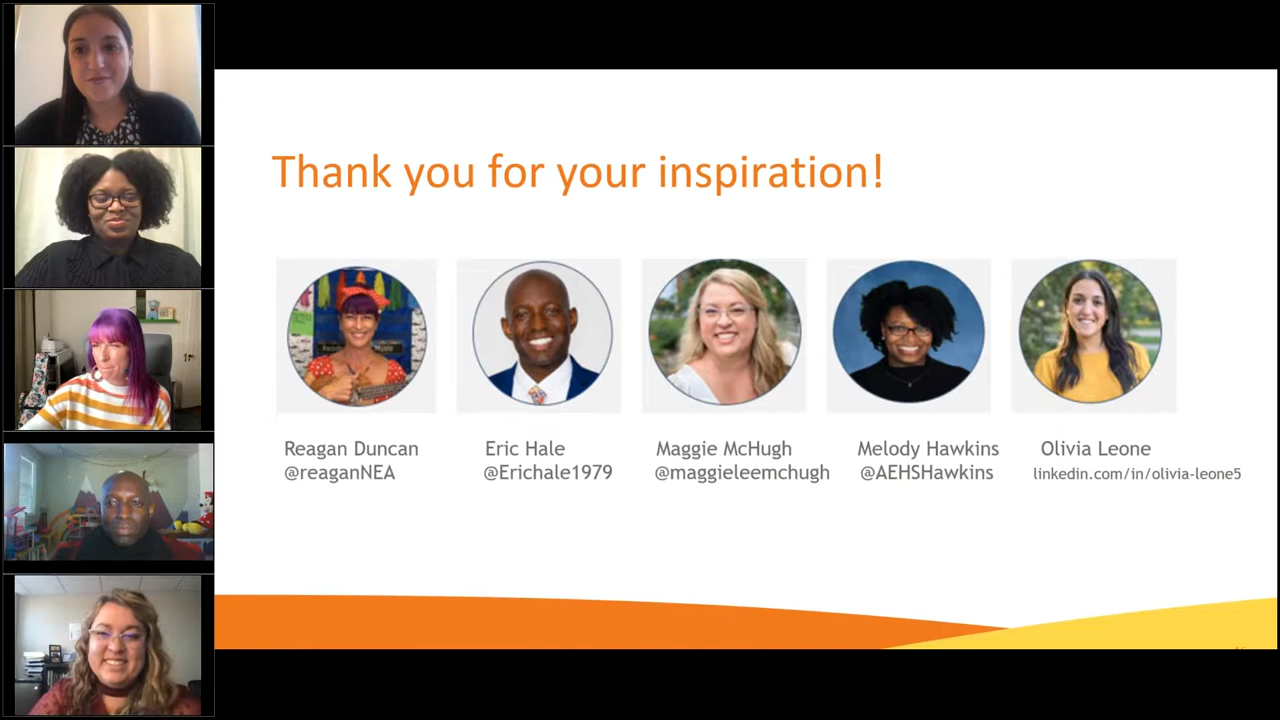 Thank you for your inspiration!
Reagan Duncan
@reaganNEA
Eric Hale
@Erichale1979
Maggie McHugh
@maggieleemchugh
Melody Hawkins
@AEHSHawkins
Olivia Leone
linkedin.com/in/olivia-leone5